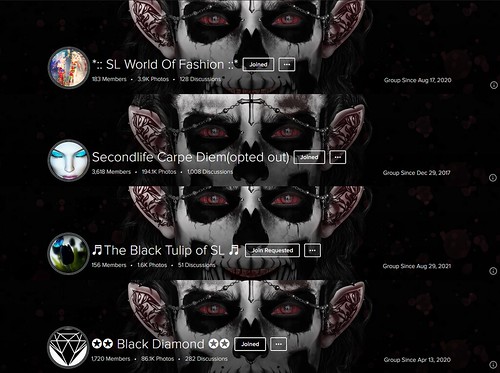 *:: SL World Of Fashion ::* Joined •••
183 Members • 3.9K Photos • 128 Discussions
Group Since Aug 17, 2020
Secondlife Carpe Diem(opted out) Joined •••
3,618 Members • 194.1K Photos • 1,008 Discussions
Group Since Dec 29, 2017
♬The Black Tulip of SL ♬ Join Requested •••
156 Members • 1.6K Photos • 51 Discussions
Group Since Aug 29, 2021
✪✪ Black Diamond ✪✪ Joined •••
1,720 Members • 86.1K Photos • 282 Discussions
Group Since Apr 13, 2020